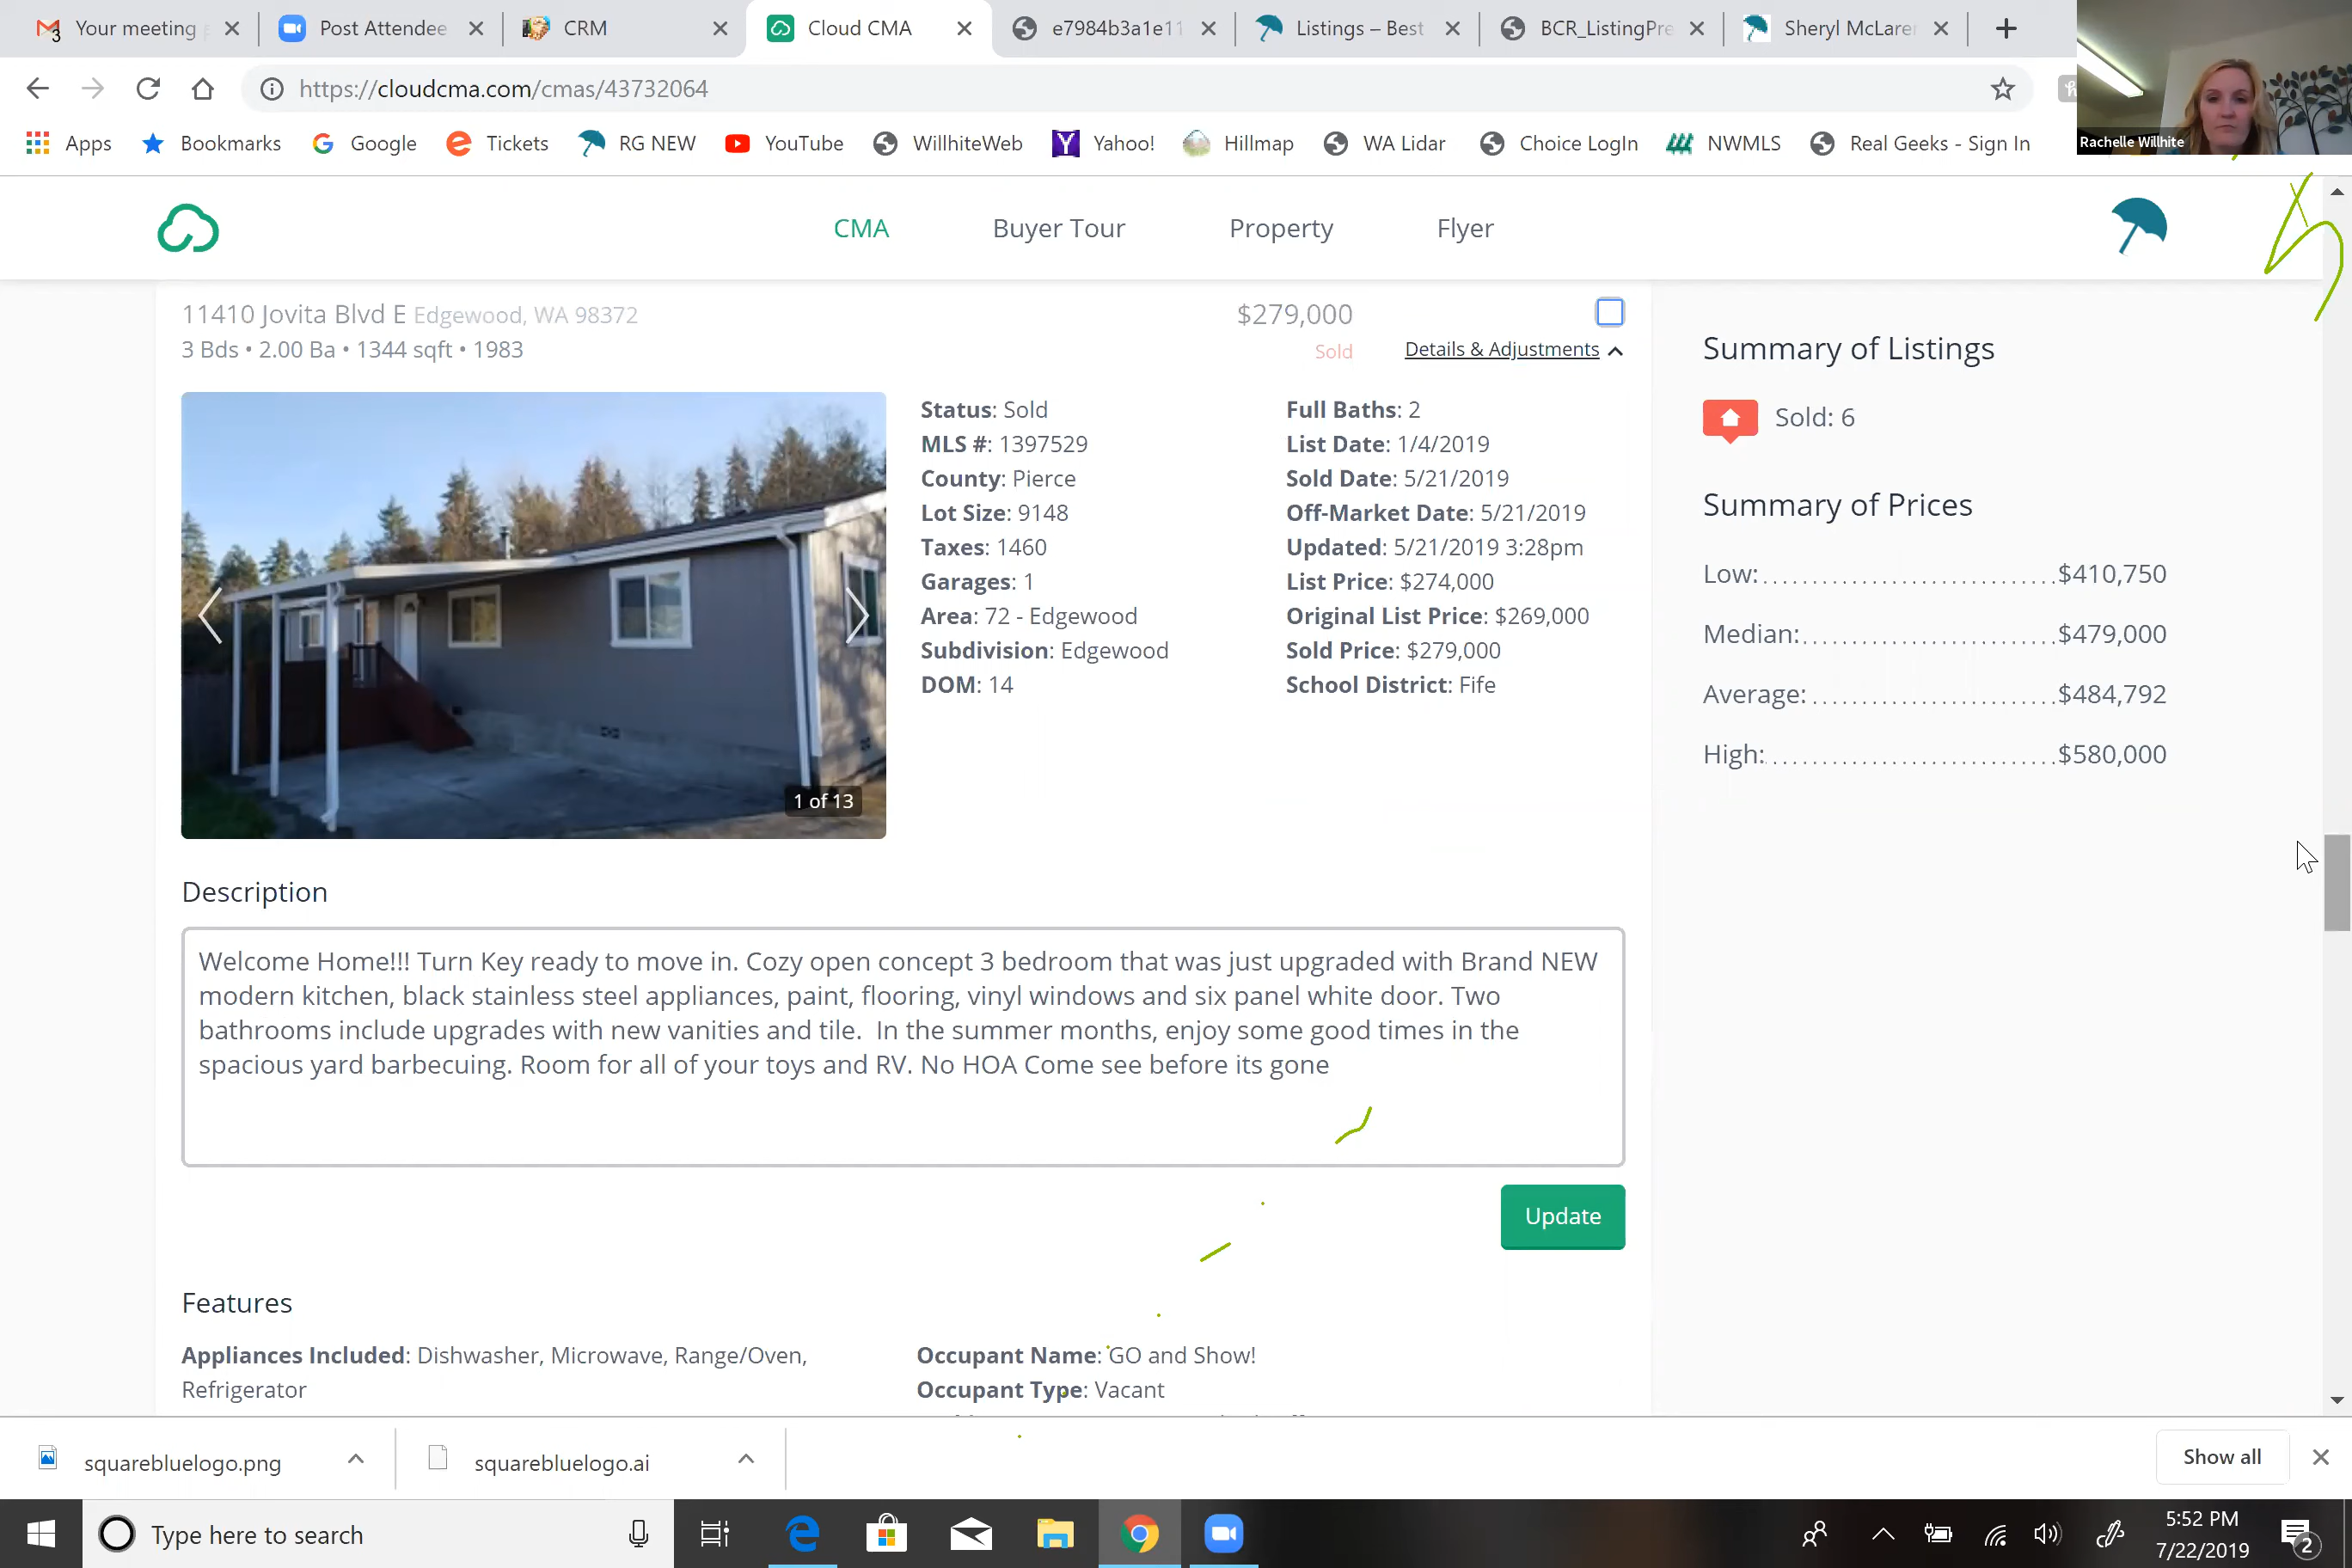 Your meeting
Post Attendee
CRM
Cloud CMA
e7984b3a1e11
Listings – Best
BCR_ListingPre
Sheryl McLaren
https://cloudcma.com/cmas/43732064
Apps
Bookmarks
Google
Tickets
RG NEW
YouTube
WillhiteWeb
Yahoo!
Hillmap
WA Lidar
Choice LogIn
NWMLS
Real Geeks - Sign In
Rachelle Willhite
CMA
Buyer Tour
Property
Flyer
11410 Jovita Blvd E Edgewood, WA 98372
$279,000
3 Bds • 2.00 Ba • 1344 sqft • 1983
Sold
Details & Adjustments
1 of 13
Status: Sold
MLS #: 1397529
County: Pierce
Lot Size: 9148
Taxes: 1460
Garages: 1
Area: 72 - Edgewood
Subdivision: Edgewood
DOM: 14
Full Baths: 2
List Date: 1/4/2019
Sold Date: 5/21/2019
Off-Market Date: 5/21/2019
Updated: 5/21/2019 3:28pm
List Price: $274,000
Original List Price: $269,000
Sold Price: $279,000
School District: Fife
Summary of Listings
Sold: 6
Summary of Prices
Low: $410,750
Median: $479,000
Average: $484,792
High: $580,000
Description
Welcome Home!!! Turn Key ready to move in. Cozy open concept 3 bedroom that was just upgraded with Brand NEW
modern kitchen, black stainless steel appliances, paint, flooring, vinyl windows and six panel white door. Two
bathrooms include upgrades with new vanities and tile.  In the summer months, enjoy some good times in the
spacious yard barbecuing. Room for all of your toys and RV. No HOA Come see before its gone
Update
Features
Appliances Included: Dishwasher, Microwave, Range/Oven,
Refrigerator
Occupant Name: GO and Show!
Occupant Type: Vacant
squarebluelogo.png
squarebluelogo.ai
Show all
Type here to search
5:52 PM
7/22/2019
2